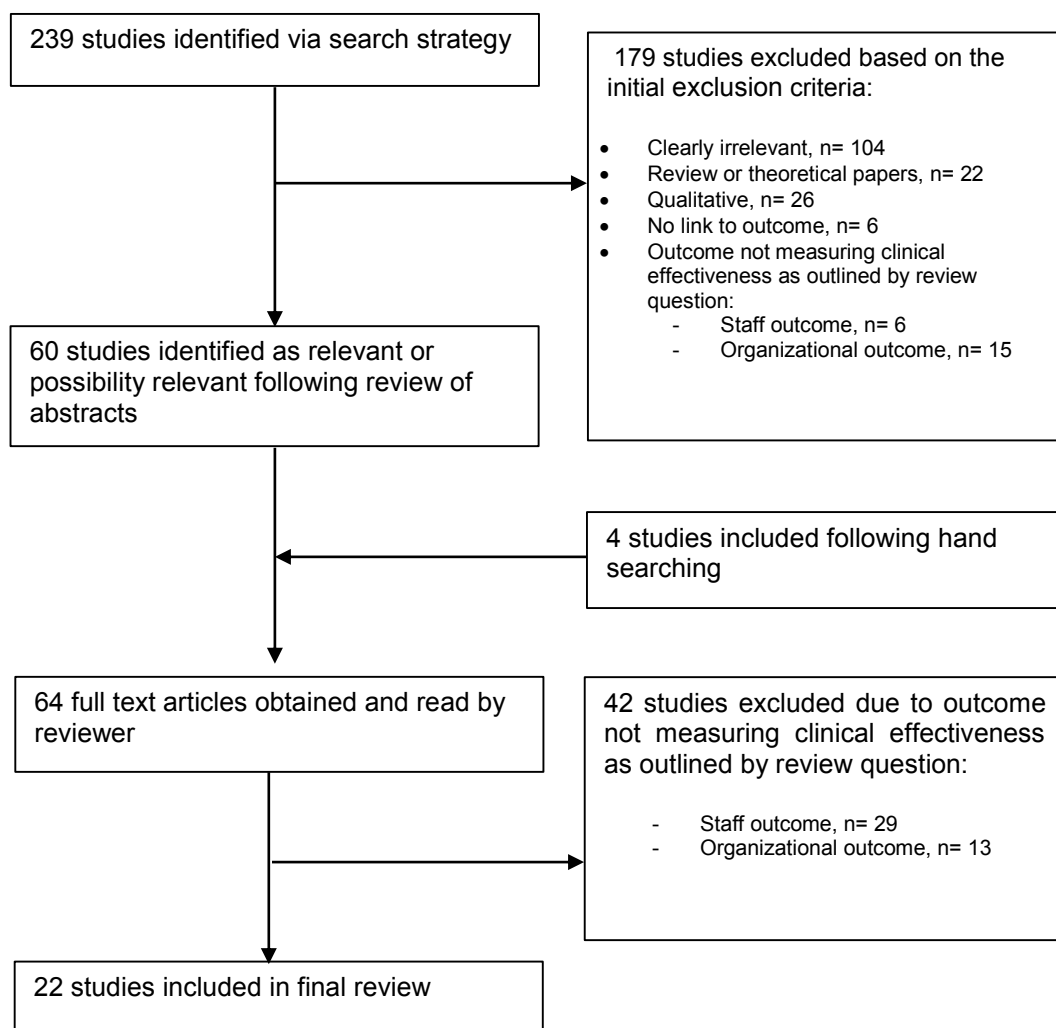 239 studies identified via search strategy
179 studies excluded based on the
initial exclusion criteria:
• Clearly irrelevant, n= 104
• Review or theoretical papers, n= 22
• Qualitative, n= 26
• No link to outcome, n= 6
• Outcome not measuring clinical
effectiveness as outlined by review
question:
- Staff outcome, n= 6
- Organizational outcome, n= 15
60 studies identified as relevant or
possibility relevant following review of
abstracts
4 studies included following hand
searching
64 full text articles obtained and read by
reviewer
42 studies excluded due to outcome
not measuring clinical effectiveness
as outlined by review question:
- Staff outcome, n= 29
- Organizational outcome, n= 13
22 studies included in final review